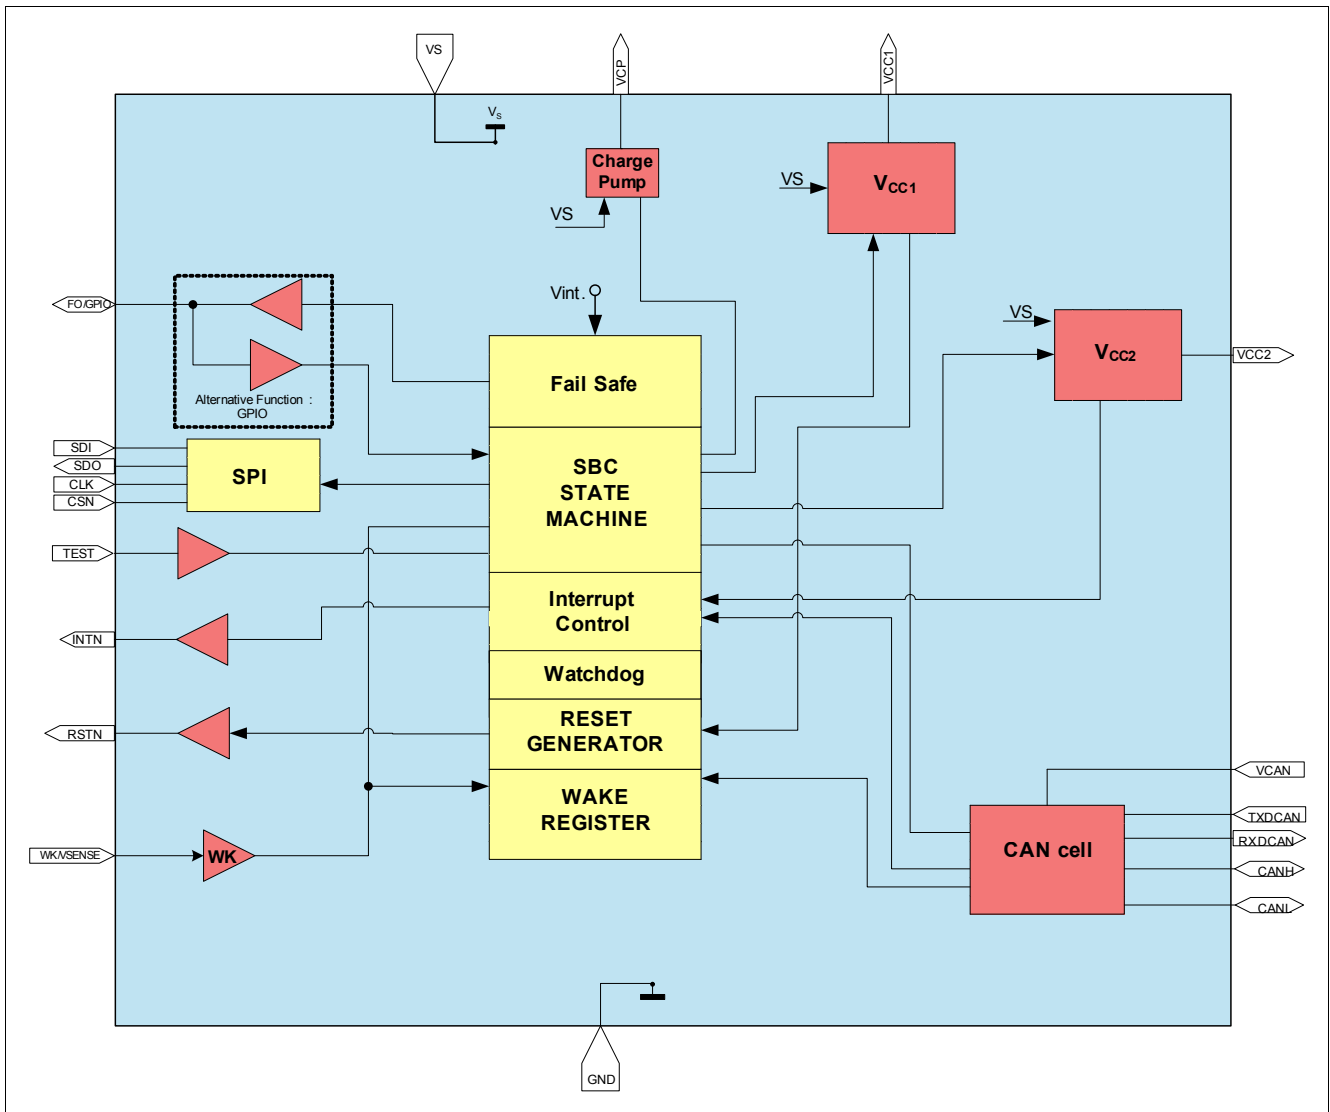 VS
VCP
VCC1
VS
Charge
Pump
VS
VS
VCC1
Vint.
FO/GPIO
Alternative Function :
GPIO
Fail Safe
VS
VCC2
VCC2
SDI
SDO
CLK
CSN
SPI
SBC
STATE
MACHINE
TEST
Interrupt
Control
INTN
Watchdog
RSTN
RESET
GENERATOR
WAKE
REGISTER
WK/VSENSE
WK
CAN cell
VCAN
TXDCAN
RXDCAN
CANH
CANL
GND